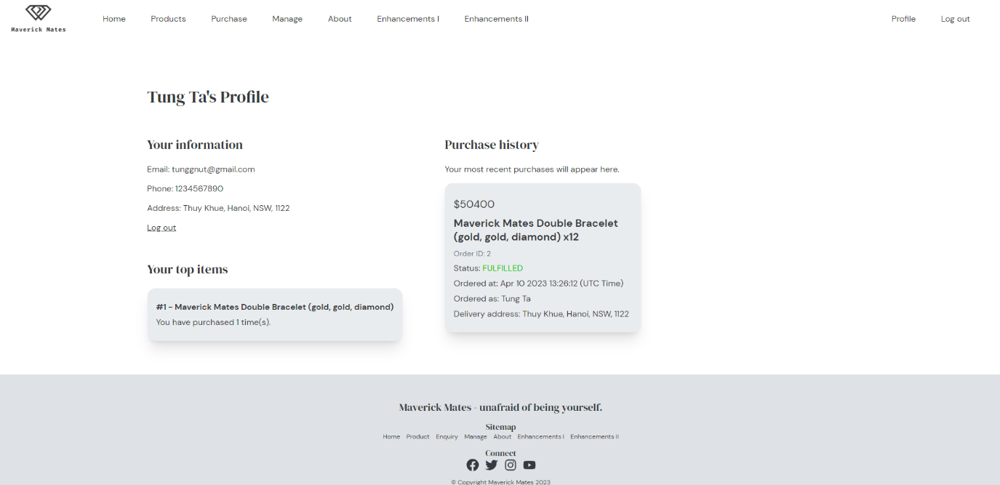 Maverick Mates
Home Products Purchase Manage About Enhancements I Enhancements II Profile Log out
Tung Ta's Profile
Your information
Email: tunggnut@gmail.com
Phone: 1234567890
Address: Thuy Khue, Hanoi, NSW, 1122
Log out
Your top items
#1 - Maverick Mates Double Bracelet (gold, gold, diamond)
You have purchased 1 time(s).
Purchase history
Your most recent purchases will appear here.
$50400
Maverick Mates Double Bracelet
(gold, gold, diamond) x12
Order ID: 2
Status: FULFILLED
Ordered at: Apr 10 2023 13:26:12 (UTC Time)
Ordered as: Tung Ta
Delivery address: Thuy Khue, Hanoi, NSW, 1122
Maverick Mates - unafraid of being yourself.
Sitemap
Home Product Enquiry Manage About Enhancements I Enhancements II
Connect
© Copyright Maverick Mates 2023